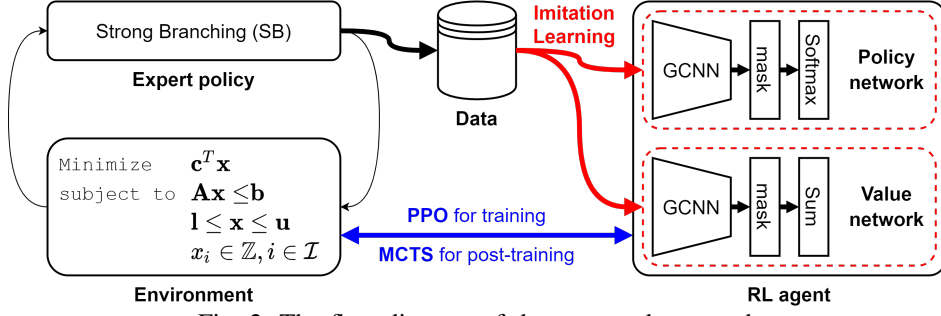 Strong Branching (SB)
Expert policy
Minimize c^T x
subject to Ax ≤b
l ≤ x ≤ u
x_i ∈ ℤ, i ∈ 𝓘
Environment
Data
Imitation
Learning
PPO for training
MCTS for post-training
GCNN
mask
Softmax
Policy
network
GCNN
mask
Sum
Value
network
RL agent